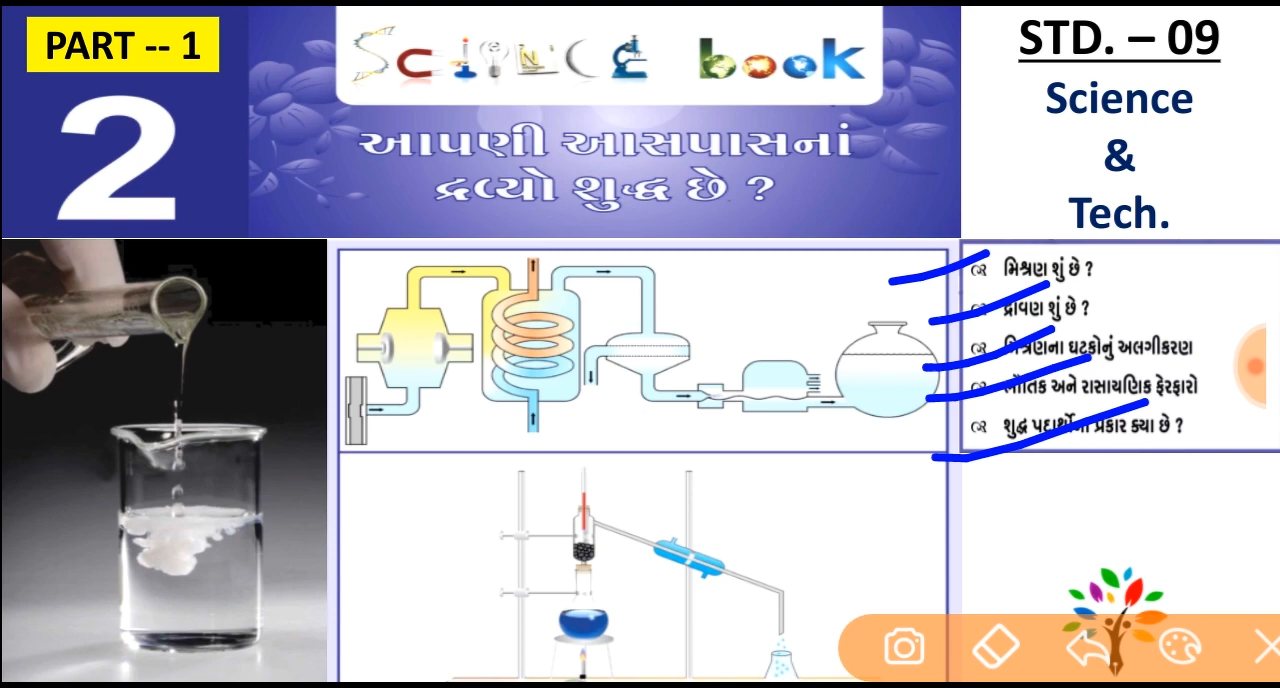 PART -- 1
2
Science book
આપણી આસપાસનાં
દ્રવ્યો શુદ્ધ છે ?
STD. – 09
Science
&
Tech.
મિશ્રણ શું છે ?
દ્રાવણ શું છે ?
મિશ્રણના ઘટકોનું અલગીકરણ
ભૌતિક અને રાસાયણિક ફેરફારો
શુદ્ધ પદાર્થોના પ્રકાર ક્યા છે ?